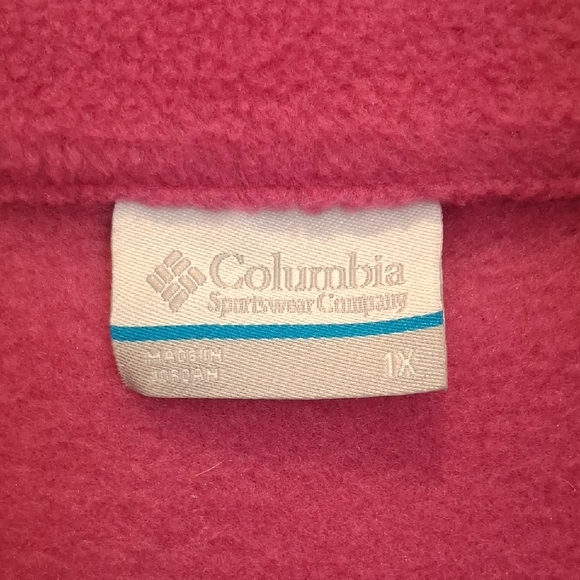 Columbia
Sportswear Company
MADE IN
JORDAN
1X